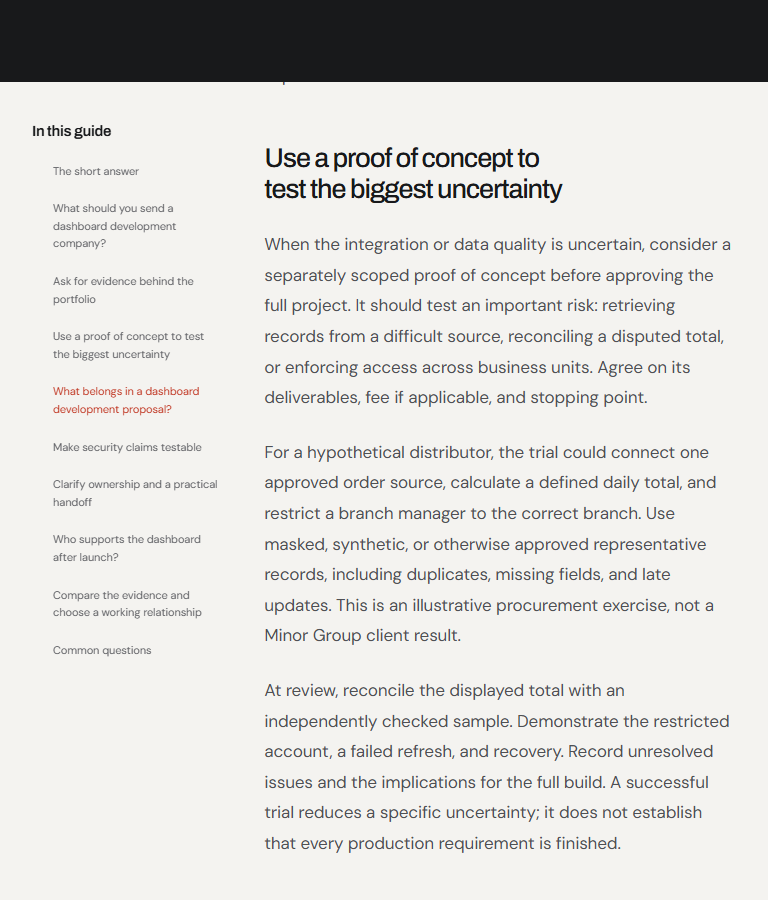 In this guide
The short answer
What should you send a
dashboard development
company?
Ask for evidence behind the
portfolio
Use a proof of concept to test
the biggest uncertainty
What belongs in a dashboard
development proposal?
Make security claims testable
Clarify ownership and a practical
handoff
Who supports the dashboard
after launch?
Compare the evidence and
choose a working relationship
Common questions
Use a proof of concept to
test the biggest uncertainty
When the integration or data quality is uncertain, consider a
separately scoped proof of concept before approving the
full project. It should test an important risk: retrieving
records from a difficult source, reconciling a disputed total,
or enforcing access across business units. Agree on its
deliverables, fee if applicable, and stopping point.
For a hypothetical distributor, the trial could connect one
approved order source, calculate a defined daily total, and
restrict a branch manager to the correct branch. Use
masked, synthetic, or otherwise approved representative
records, including duplicates, missing fields, and late
updates. This is an illustrative procurement exercise, not a
Minor Group client result.
At review, reconcile the displayed total with an
independently checked sample. Demonstrate the restricted
account, a failed refresh, and recovery. Record unresolved
issues and the implications for the full build. A successful
trial reduces a specific uncertainty; it does not establish
that every production requirement is finished.